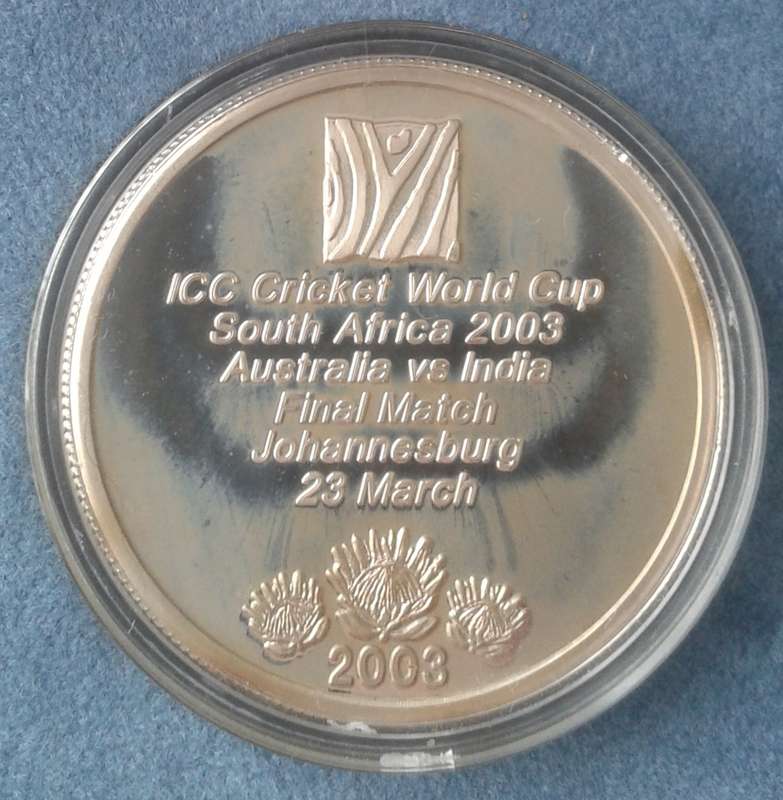 ICC Cricket World Cup
South Africa 2003
Australia vs India
Final Match
Johannesburg
23 March
2003